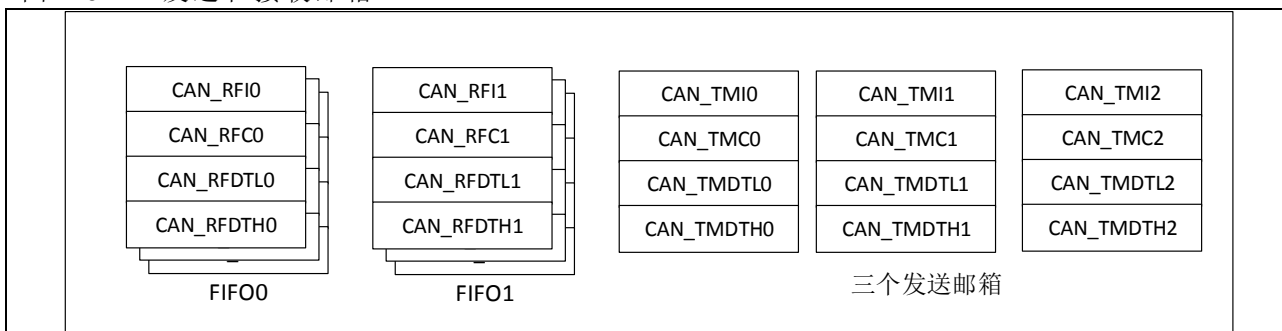 CAN_RFI0
CAN_RFC0
CAN_RFDTL0
CAN_RFDTH0
FIFO0
CAN_RFI1
CAN_RFC1
CAN_RFDTL1
CAN_RFDTH1
FIFO1
CAN_TMI0
CAN_TMC0
CAN_TMDTL0
CAN_TMDTH0
CAN_TMI1
CAN_TMC1
CAN_TMDTL1
CAN_TMDTH1
CAN_TMI2
CAN_TMC2
CAN_TMDTL2
CAN_TMDTH2
三个发送邮箱